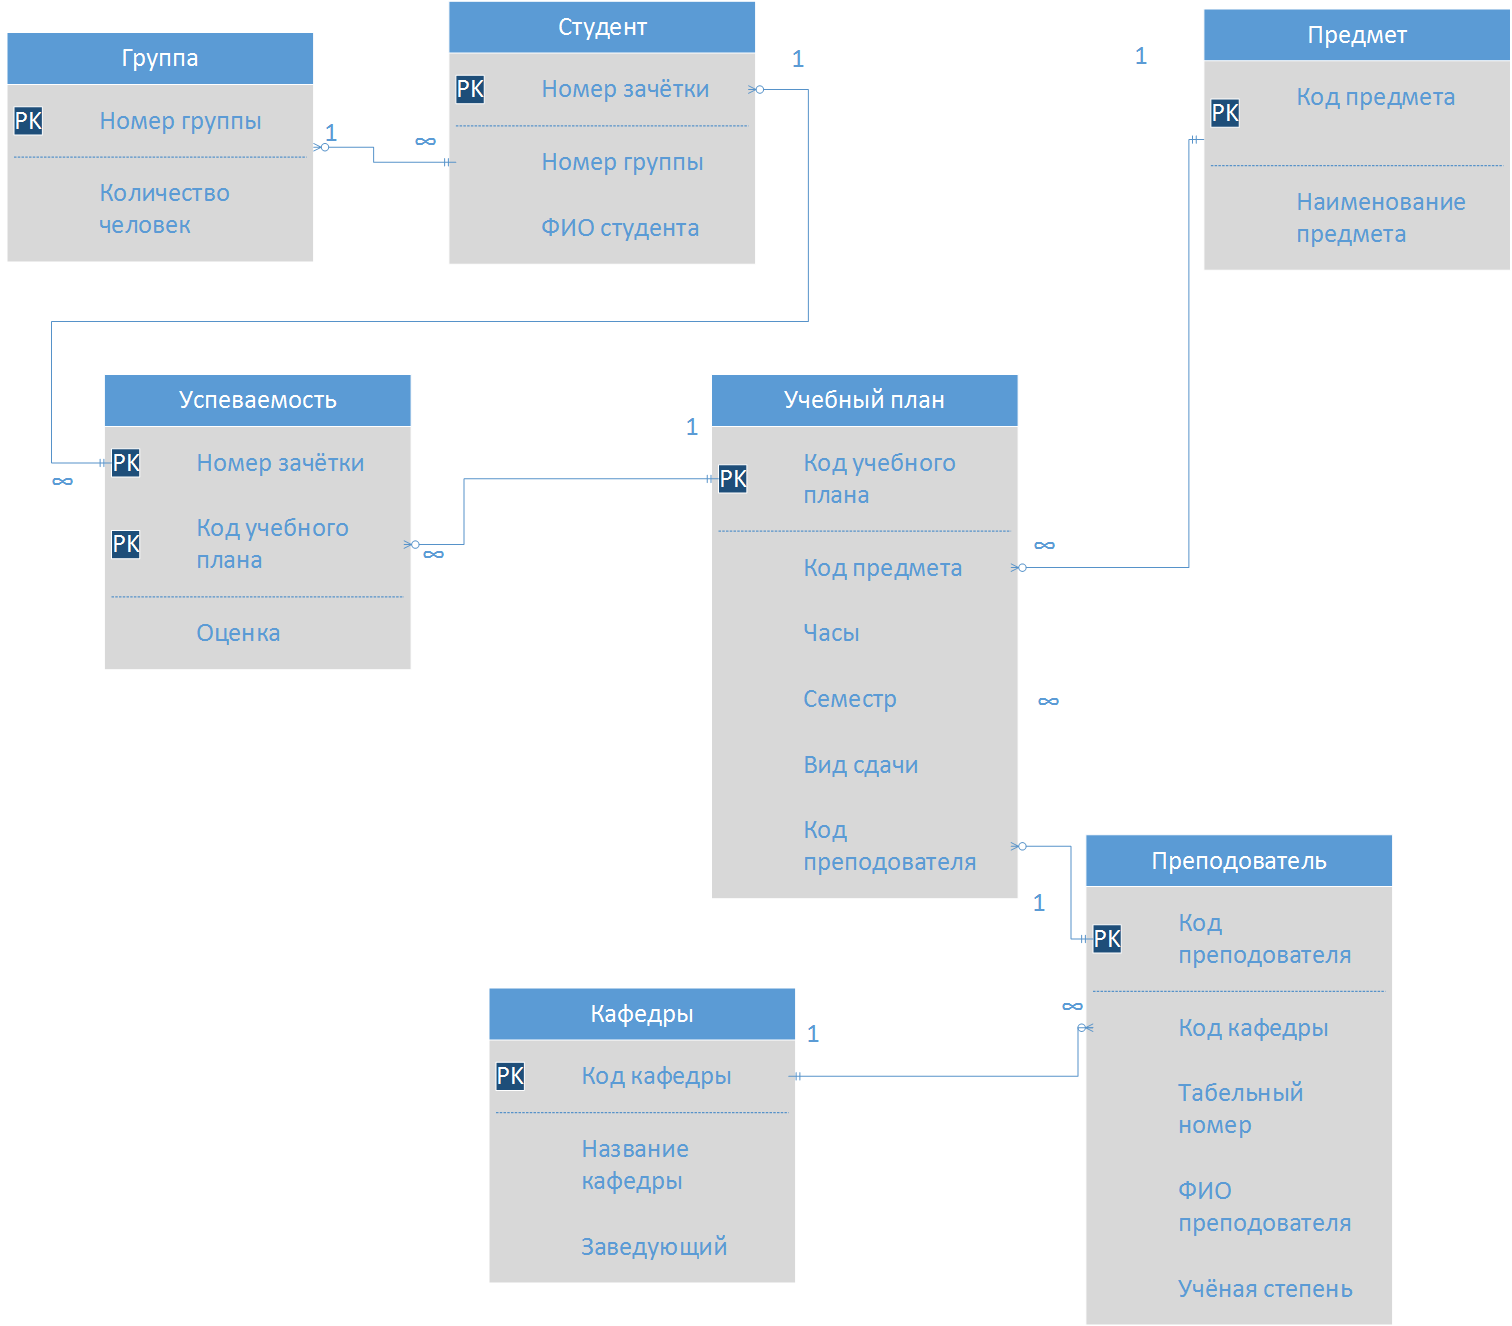 Группа
PK
Номер группы
Количество
человек
1
∞
Студент
PK
Номер зачётки
Номер группы
ФИО студента
1
1
Предмет
PK
Код предмета
Наименование
предмета
Успеваемость
PK
Номер зачётки
PK
Код учебного
плана
Оценка
∞
∞
1
Учебный план
PK
Код учебного
плана
Код предмета
Часы
Семестр
Вид сдачи
Код
преподователя
∞
∞
1
Преподователь
PK
Код
преподователя
Код кафедры
Табельный
номер
ФИО
преподователя
Учёная степень
∞
1
Кафедры
PK
Код кафедры
Название
кафедры
Заведующий